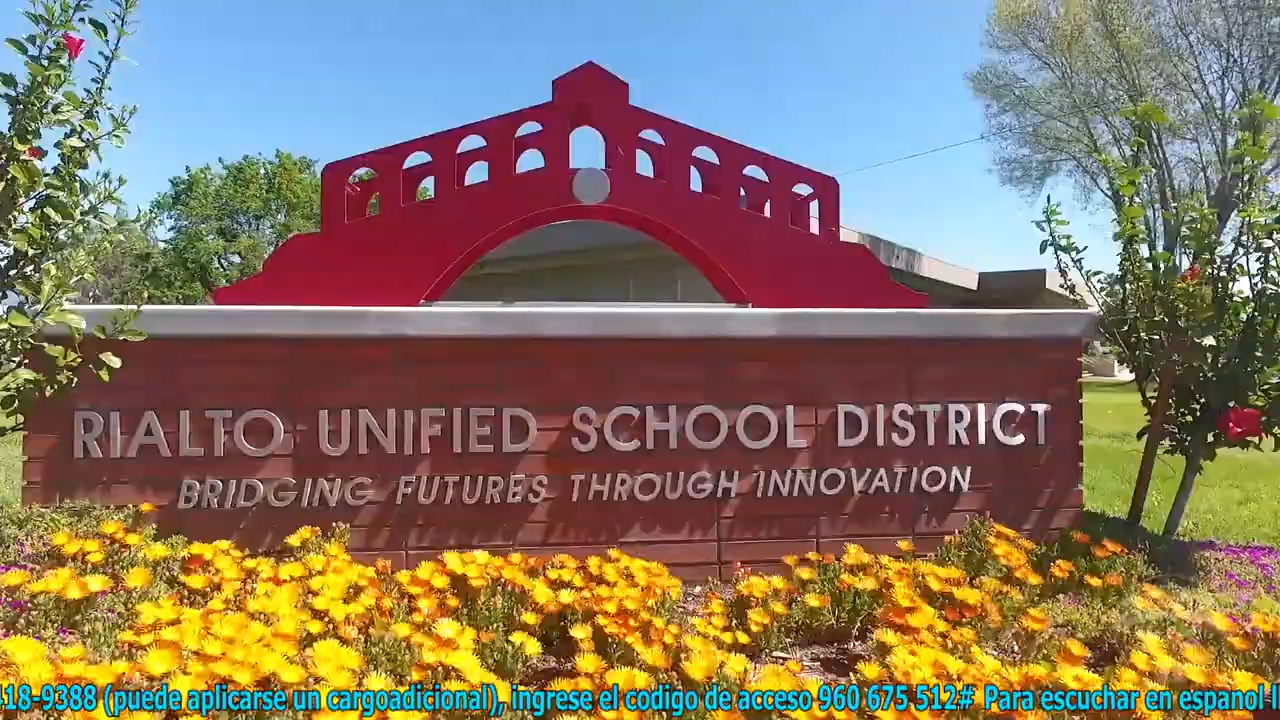 RIALTO UNIFIED SCHOOL DISTRICT
BRIDGING FUTURES THROUGH INNOVATION
18-9388 (puede aplicarse un cargoadicional), ingrese el codigo de acceso 960 675 512# Para escuchar en espanol